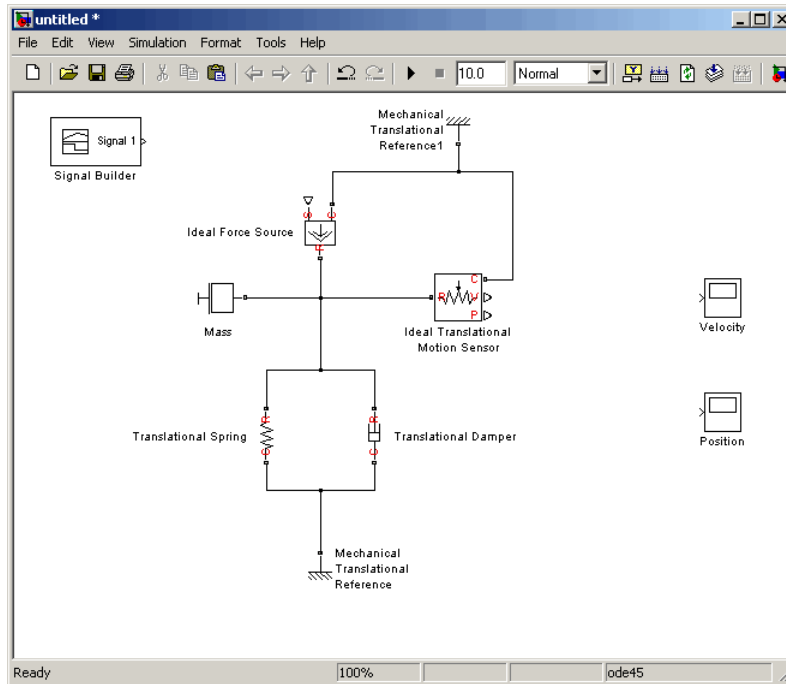 untitled *
File Edit View Simulation Format Tools Help
10.0 Normal
Mechanical
Translational
Reference1
Signal 1
Signal Builder
S C
Ideal Force Source
R
Mass
C
R V
P
Ideal Translational
Motion Sensor
Velocity
Position
R R
Translational Spring Translational Damper
C C
Mechanical
Translational
Reference
Ready 100% ode45